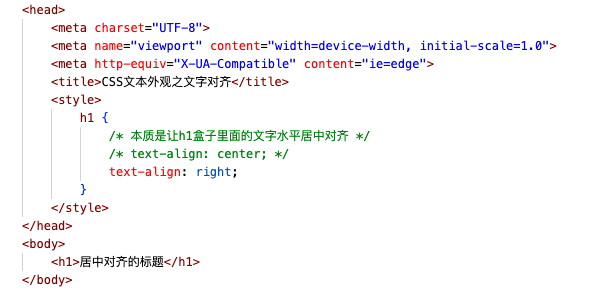 <head>
    <meta charset="UTF-8">
    <meta name="viewport" content="width=device-width, initial-scale=1.0">
    <meta http-equiv="X-UA-Compatible" content="ie=edge">
    <title>CSS文本外观之文字对齐</title>
    <style>
        h1 {
            /* 本质是让h1盒子里面的文字水平居中对齐 */
            /* text-align: center; */
            text-align: right;
        }
    </style>
</head>
<body>
    <h1>居中对齐的标题</h1>
</body>